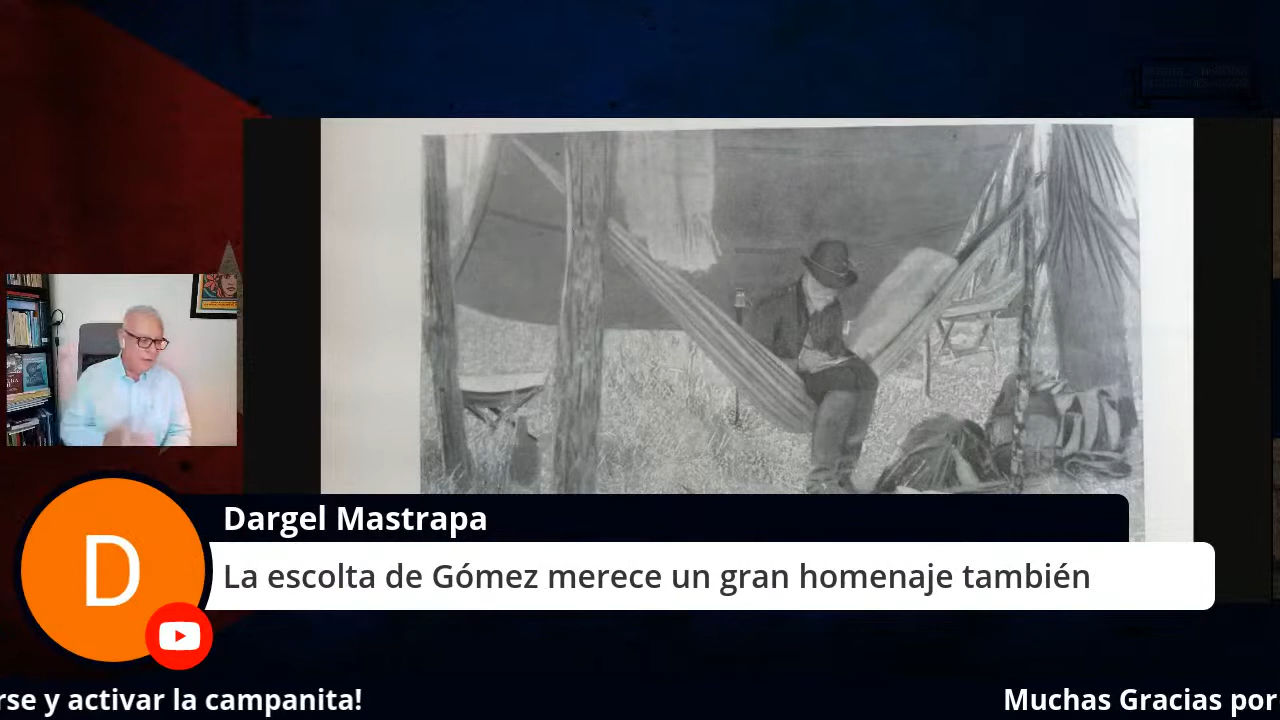 D
Dargel Mastrapa
La escolta de Gómez merece un gran homenaje también
rse y activar la campanita!
Muchas Gracias por